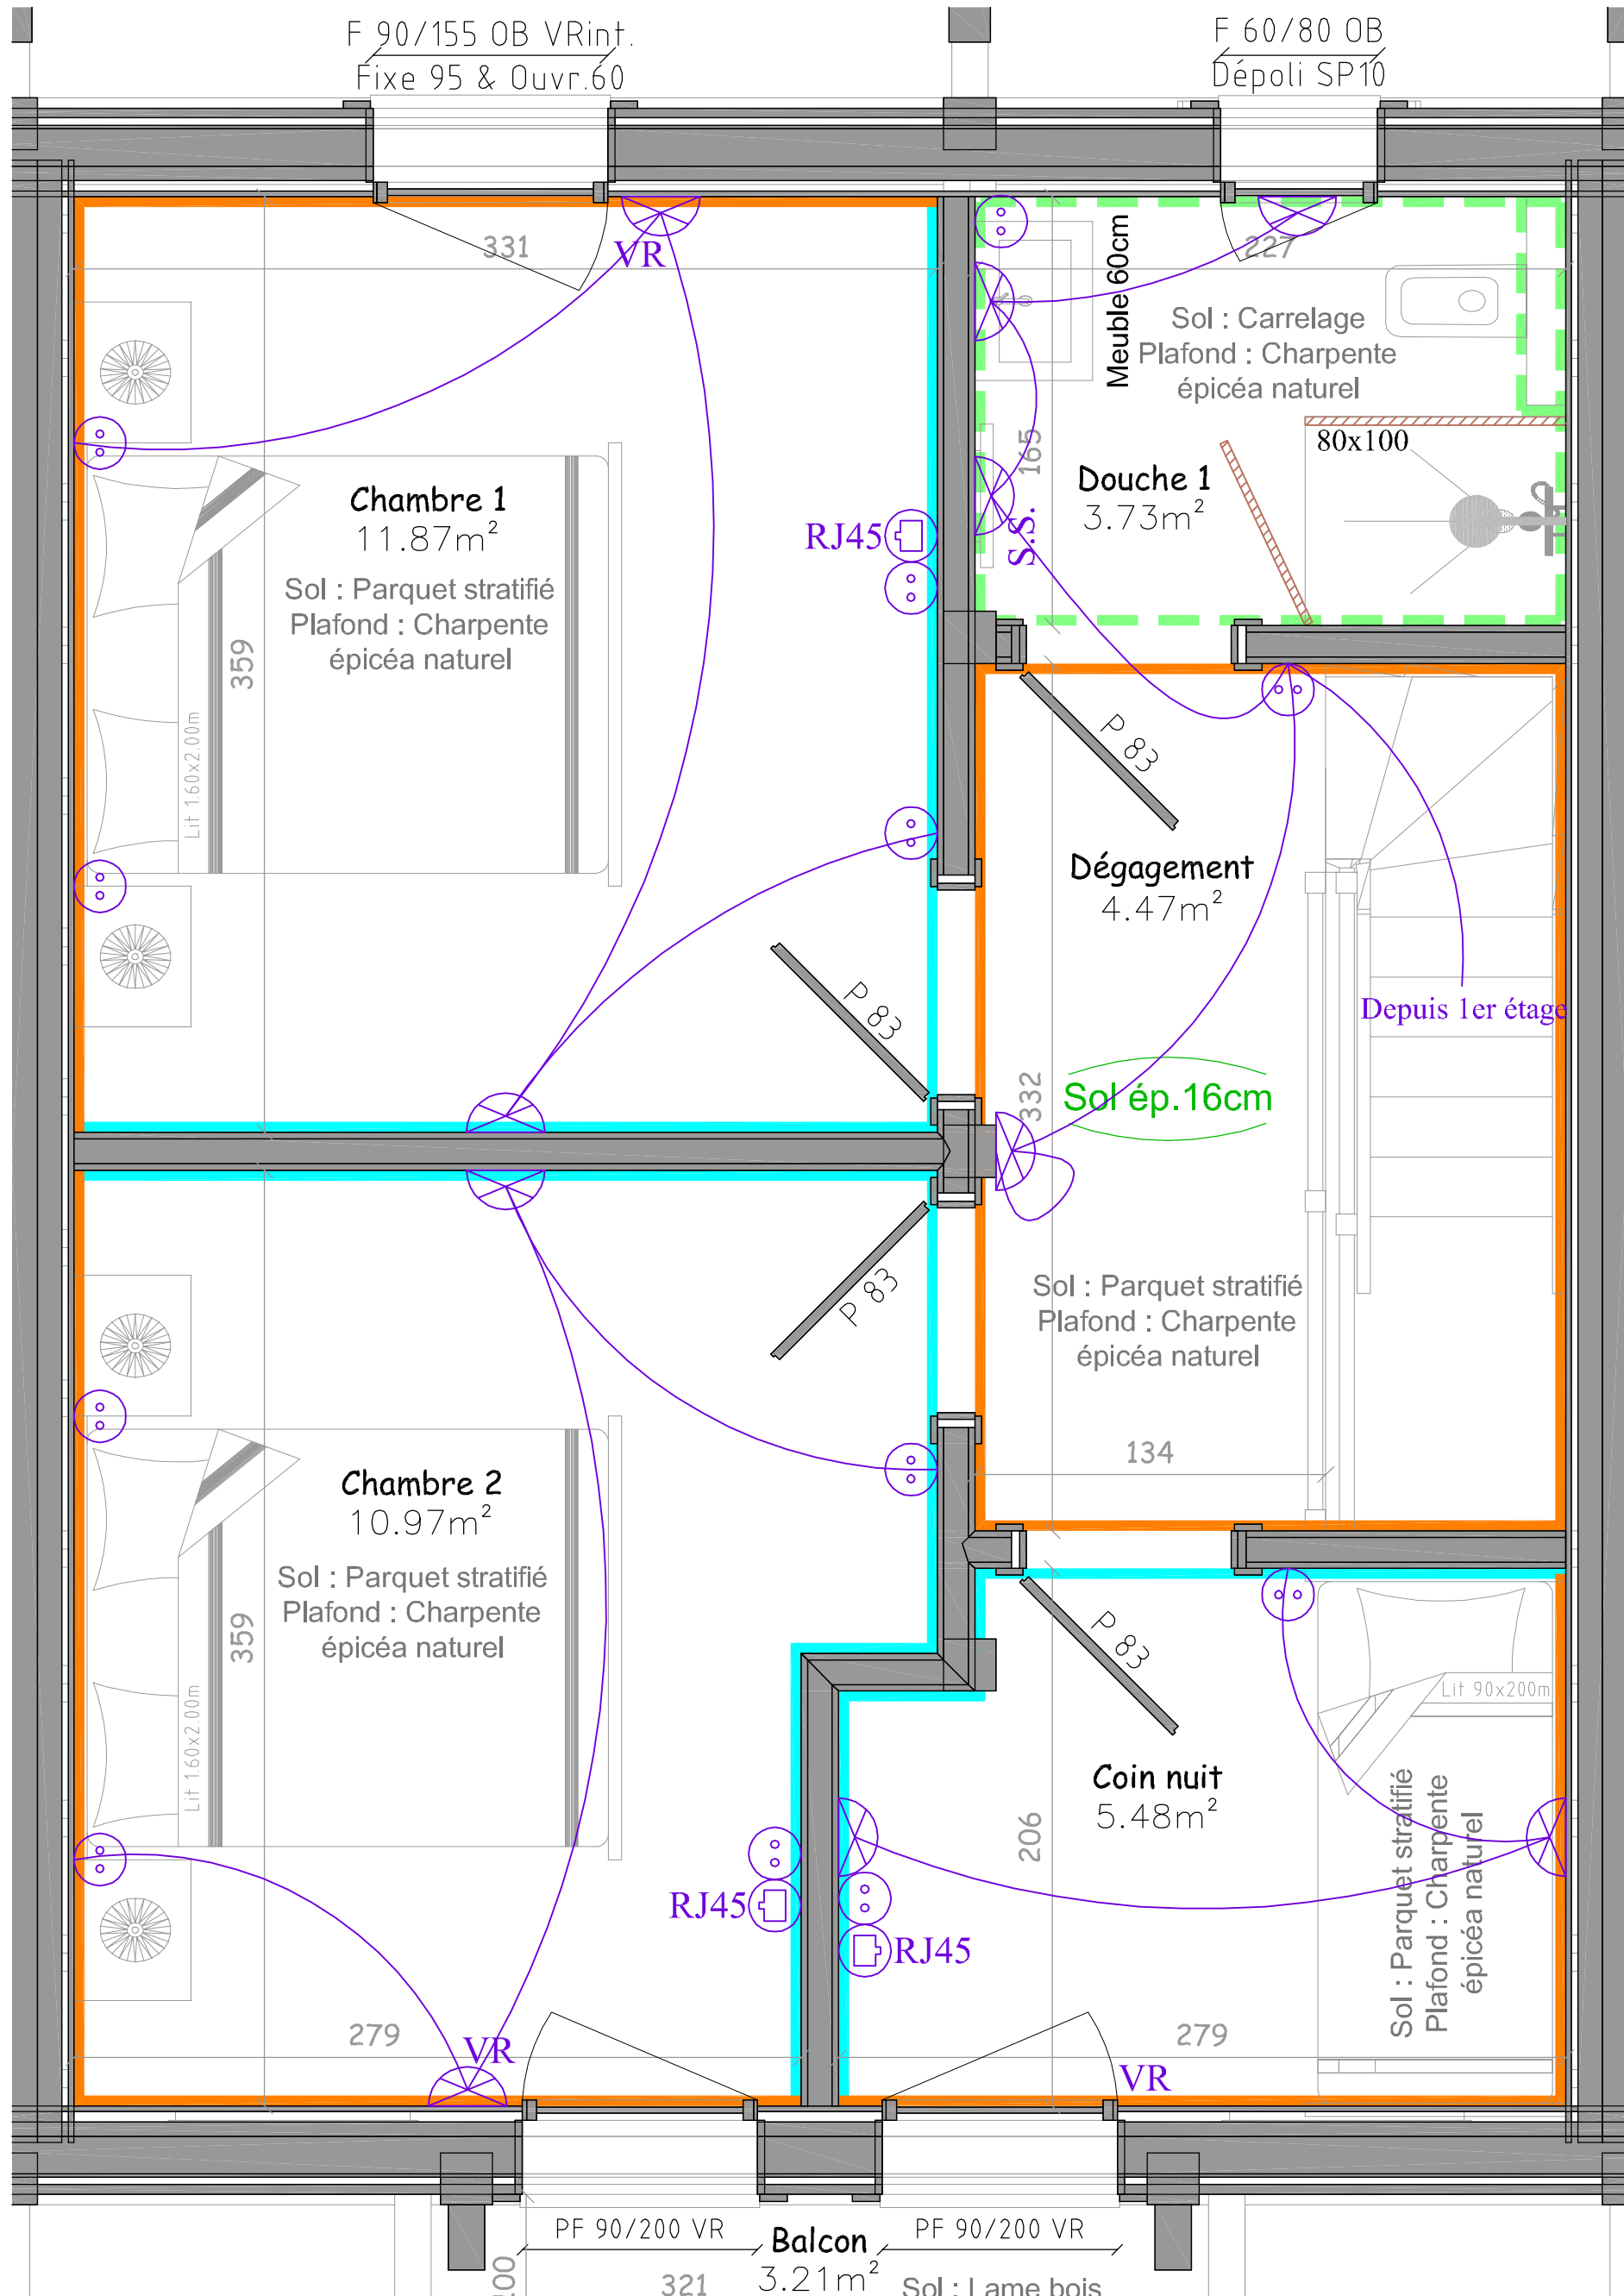 F 90/155 OB VRint.
Fixe 95 & Ouvr.60
F 60/80 OB
Dépoli SP10
331
VR
227
Meuble 60cm
Sol : Carrelage
Plafond : Charpente
épicéa naturel
80x100
165
Douche 1
3.73m²
S.S.
Chambre 1
11.87m²
RJ45
Sol : Parquet stratifié
Plafond : Charpente
épicéa naturel
359
Lit 1.60x2.00m
P 83
Dégagement
4.47m²
P 83
Depuis 1er étage
332
Sol ép.16cm
P 83
Sol : Parquet stratifié
Plafond : Charpente
épicéa naturel
134
Chambre 2
10.97m²
Sol : Parquet stratifié
Plafond : Charpente
épicéa naturel
359
Lit 1.60x2.00m
P 83
Lit 90x200m
Coin nuit
5.48m²
206
Sol : Parquet stratifié
Plafond : Charpente
épicéa naturel
RJ45
RJ45
279
VR
279
VR
PF 90/200 VR
Balcon
PF 90/200 VR
3.21m²
321
Sol : Lame bois